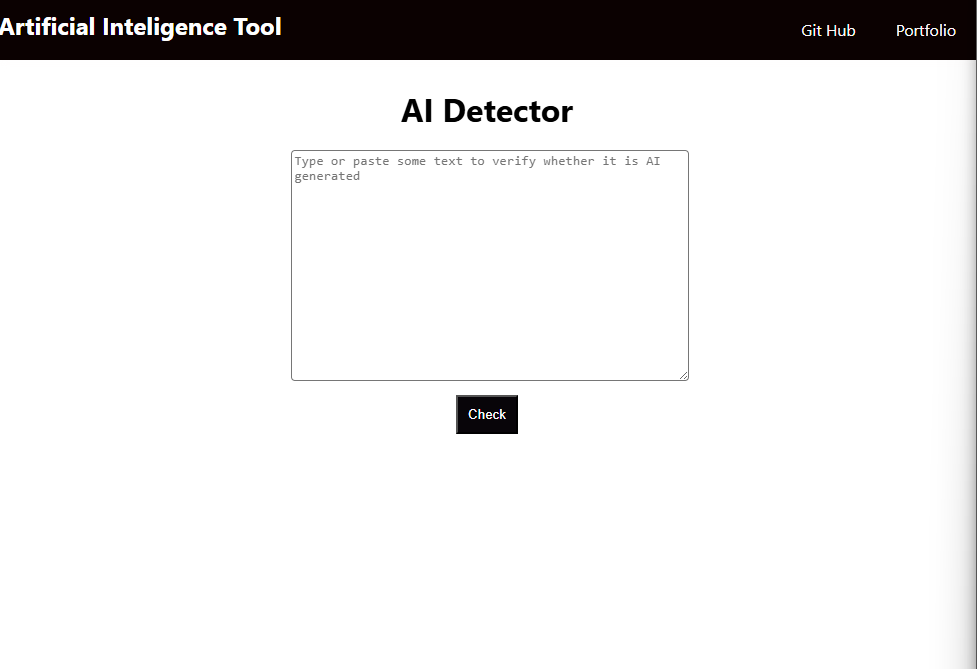 Artificial Inteligence Tool
Git Hub
Portfolio
AI Detector
Type or paste some text to verify whether it is AI
generated
Check